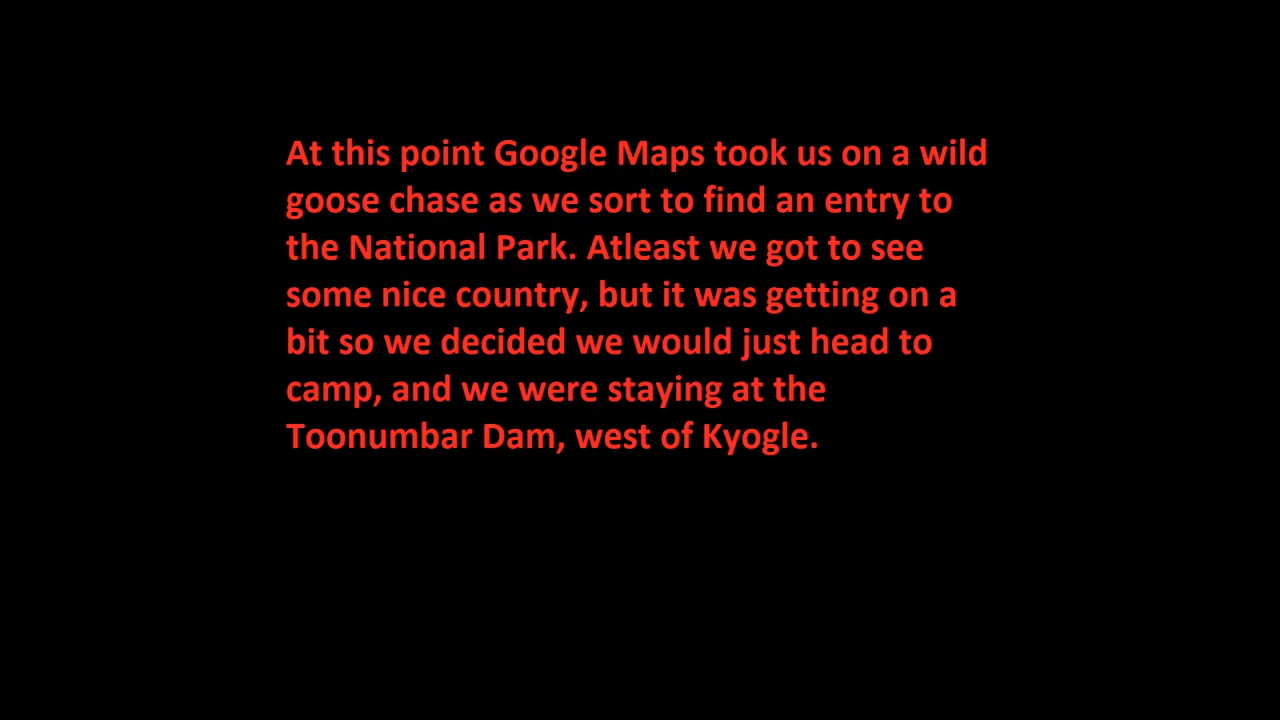 At this point Google Maps took us on a wild
goose chase as we sort to find an entry to
the National Park. Atleast we got to see
some nice country, but it was getting on a
bit so we decided we would just head to
camp, and we were staying at the
Toonumbar Dam, west of Kyogle.